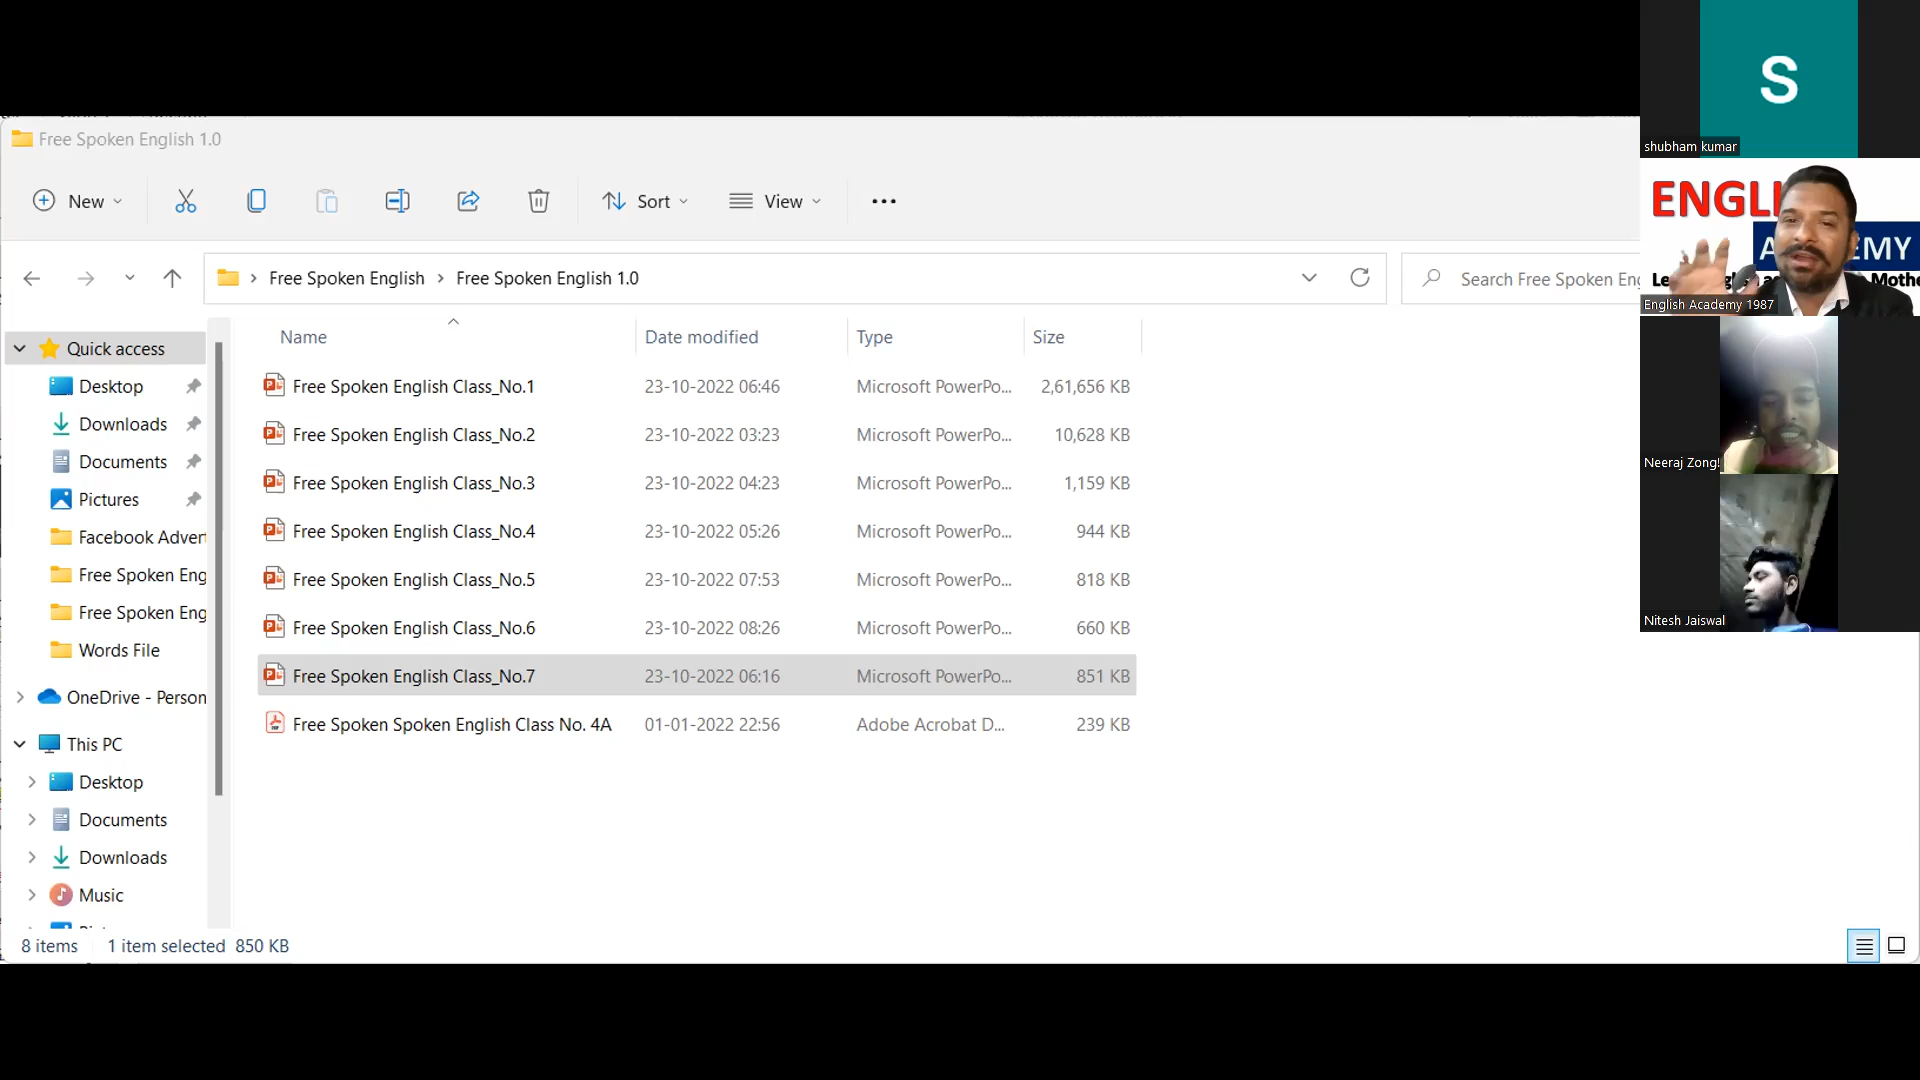 Free Spoken English 1.0
New
Sort
View
Free Spoken English > Free Spoken English 1.0
Search Free Spoken Eng
Name Date modified Type Size
Quick access
Desktop
Downloads
Documents
Pictures
Facebook Advert
Free Spoken Eng
Free Spoken Eng
Words File
OneDrive - Person
This PC
Desktop
Documents
Downloads
Music
Free Spoken English Class_No.1 23-10-2022 06:46 Microsoft PowerPo... 2,61,656 KB
Free Spoken English Class_No.2 23-10-2022 03:23 Microsoft PowerPo... 10,628 KB
Free Spoken English Class_No.3 23-10-2022 04:23 Microsoft PowerPo... 1,159 KB
Free Spoken English Class_No.4 23-10-2022 05:26 Microsoft PowerPo... 944 KB
Free Spoken English Class_No.5 23-10-2022 07:53 Microsoft PowerPo... 818 KB
Free Spoken English Class_No.6 23-10-2022 08:26 Microsoft PowerPo... 660 KB
Free Spoken English Class_No.7 23-10-2022 06:16 Microsoft PowerPo... 851 KB
Free Spoken Spoken English Class No. 4A 01-01-2022 22:56 Adobe Acrobat D... 239 KB
8 items 1 item selected 850 KB
S
shubham kumar
ENGLI
A EMY
English Academy 1987
Neeraj Zong!
Nitesh Jaiswal